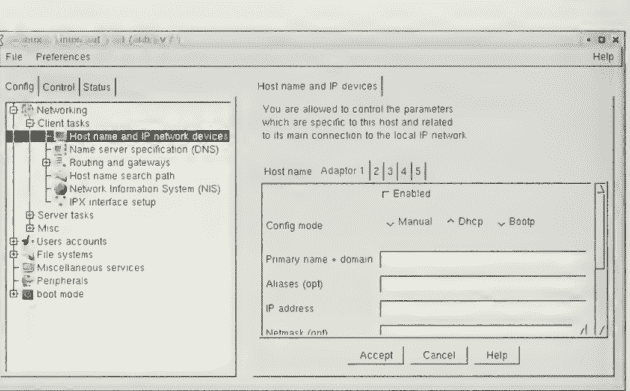 File Preferences Help
Config Control Status
Networking
Client tasks
Host name and IP network devices
Name server specification (DNS)
Routing and gateways
Host name search path
Network Information System (NIS)
IPX interface setup
Server tasks
Misc
Users accounts
File systems
Miscellaneous services
Peripherals
boot mode
Host name and IP devices
You are allowed to control the parameters
which are specific to this host and related
to its main connection to the local IP network
Host name Adaptor 1 2 3 4 5
Enabled
Config mode Manual Dhcp Bootp
Primary name + domain
Aliases (opt)
IP address
Netmask (opt)
Accept Cancel Help